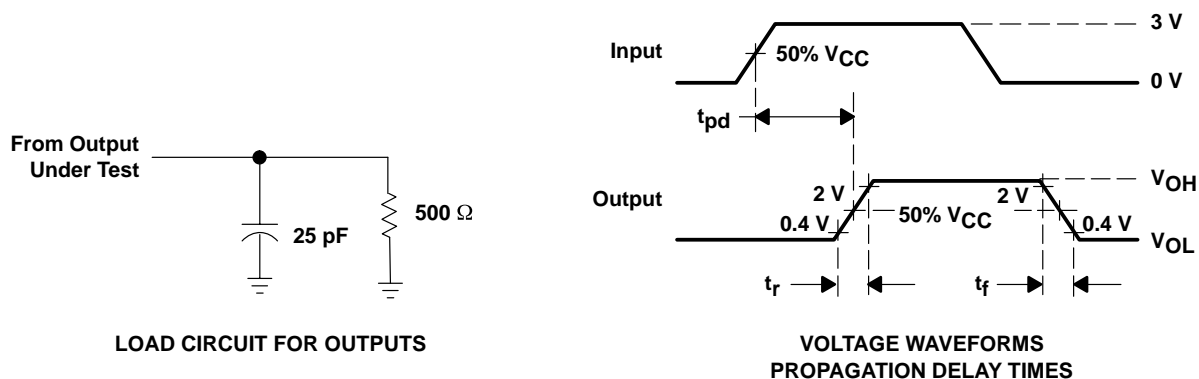 From Output
Under Test
25 pF
500 Ω
LOAD CIRCUIT FOR OUTPUTS
Input
50% VCC
3 V
0 V
tpd
Output
2 V
0.4 V
50% VCC
2 V
0.4 V
VOH
VOL
tr
tf
VOLTAGE WAVEFORMS
PROPAGATION DELAY TIMES